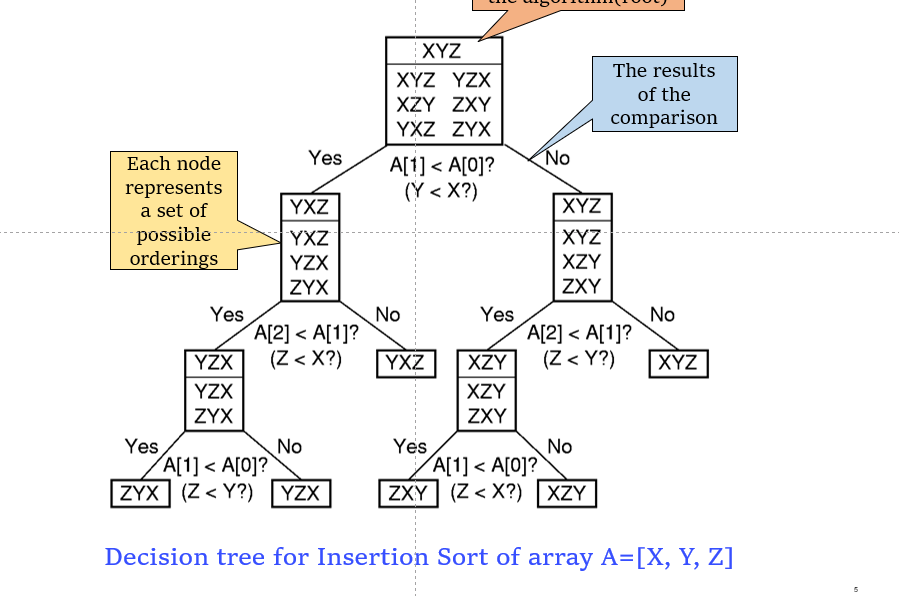 the algorithm(root)
XYZ
XYZ YZX
XZY ZXY
YXZ ZYX
The results
of the
comparison
Yes
A[1] < A[0]?
(Y < X?)
No
Each node
represents
a set of
possible
orderings
YXZ
YXZ
YZX
ZYX
XYZ
XYZ
XZY
ZXY
Yes
A[2] < A[1]?
(Z < X?)
No
Yes
A[2] < A[1]?
(Z < Y?)
No
YZX
YZX
ZYX
YXZ
XZY
XZY
ZXY
XYZ
Yes
A[1] < A[0]?
(Z < Y?)
No
Yes
A[1] < A[0]?
(Z < X?)
No
ZYX
YZX
ZXY
XZY
Decision tree for Insertion Sort of array A=[X, Y, Z]
5